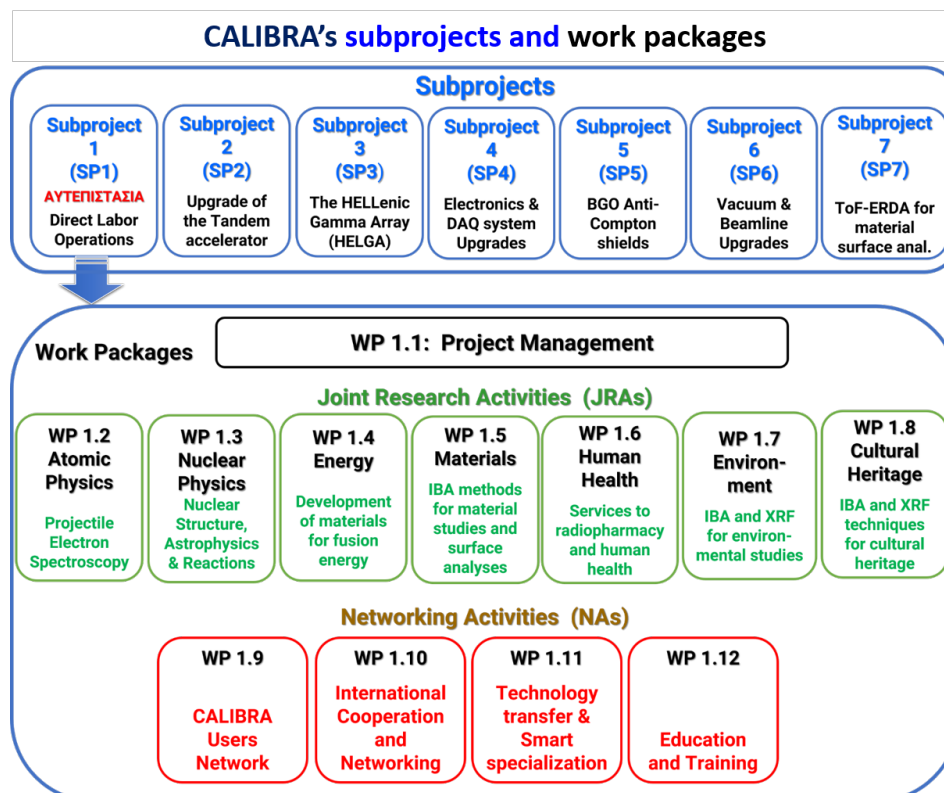 CALIBRA's subprojects and work packages
Subprojects
Subproject
1
(SP1)
ΑΥΤΕΠΙΣΤΑΣΙΑ
Direct Labor
Operations
Subproject
2
(SP2)
Upgrade of
the Tandem
accelerator
Subproject
3
(SP3)
The HELLenic
Gamma Array
(HELGA)
Subproject
4
(SP4)
Electronics &
DAQ system
Upgrades
Subproject
5
(SP5)
BGO Anti-
Compton
shields
Subproject
6
(SP6)
Vacuum &
Beamline
Upgrades
Subproject
7
(SP7)
ToF-ERDA for
material
surface anal.
Work Packages
WP 1.1: Project Management
Joint Research Activities (JRAs)
WP 1.2
Atomic
Physics
Projectile
Electron
Spectroscopy
WP 1.3
Nuclear
Physics
Nuclear
Structure,
Astrophysics
& Reactions
WP 1.4
Energy
Development
of materials
for fusion
energy
WP 1.5
Materials
IBA methods
for material
studies and
surface
analyses
WP 1.6
Human
Health
Services to
radiopharmacy
and human
health
WP 1.7
Environ-
ment
IBA and XRF
for environ-
mental studies
WP 1.8
Cultural
Heritage
IBA and XRF
techniques
for cultural
heritage
Networking Activities (NAs)
WP 1.9
CALIBRA
Users
Network
WP 1.10
International
Cooperation
and
Networking
WP 1.11
Technology
transfer &
Smart
specialization
WP 1.12
Education
and Training